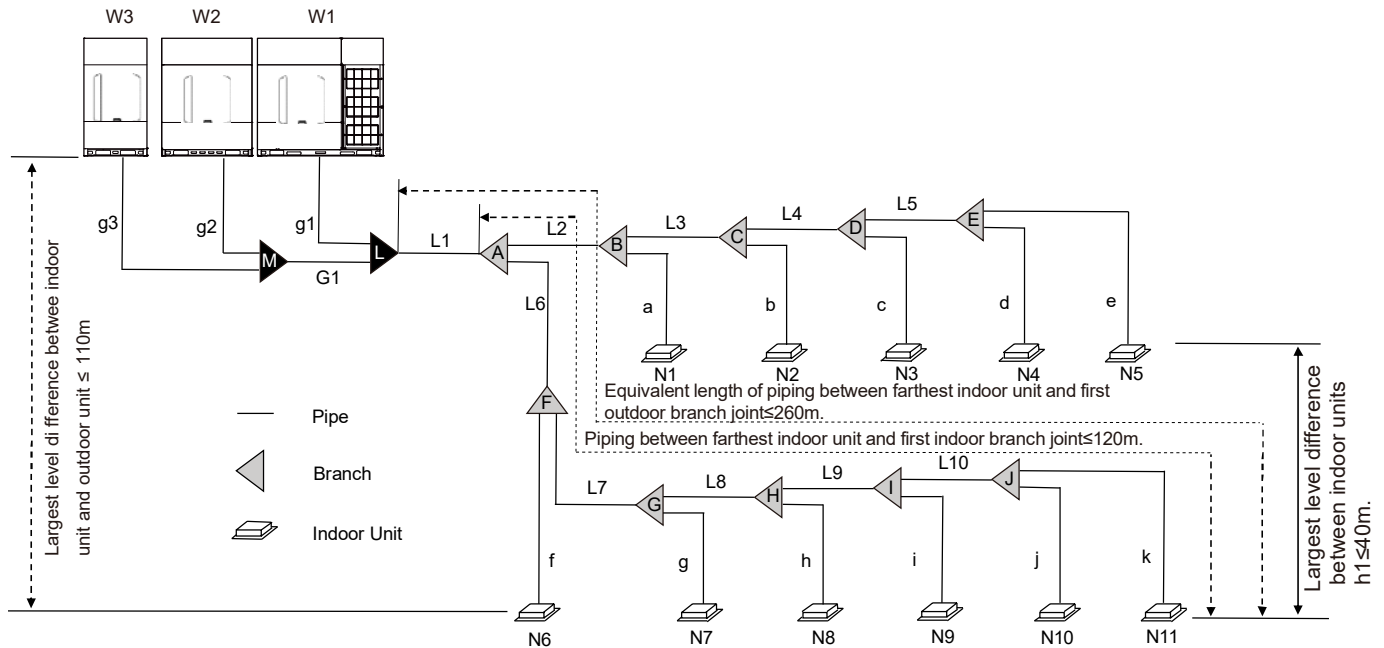 W3
W2
W1
g3
g2
g1
M
G1
L
L1
A
L2
B
L3
C
L4
D
L5
E
L6
a
b
c
d
e
N1
N2
N3
N4
N5
Largest level di fference betwee indoor
unit and outdoor unit ≤ 110m
Equivalent length of piping between farthest indoor unit and first
outdoor branch joint≤260m.
Piping between farthest indoor unit and first indoor branch joint≤120m.
Largest level difference
between indoor units
h1≤40m.
Pipe
Branch
Indoor Unit
F
L7
G
L8
H
L9
I
L10
J
f
g
h
i
j
k
N6
N7
N8
N9
N10
N11